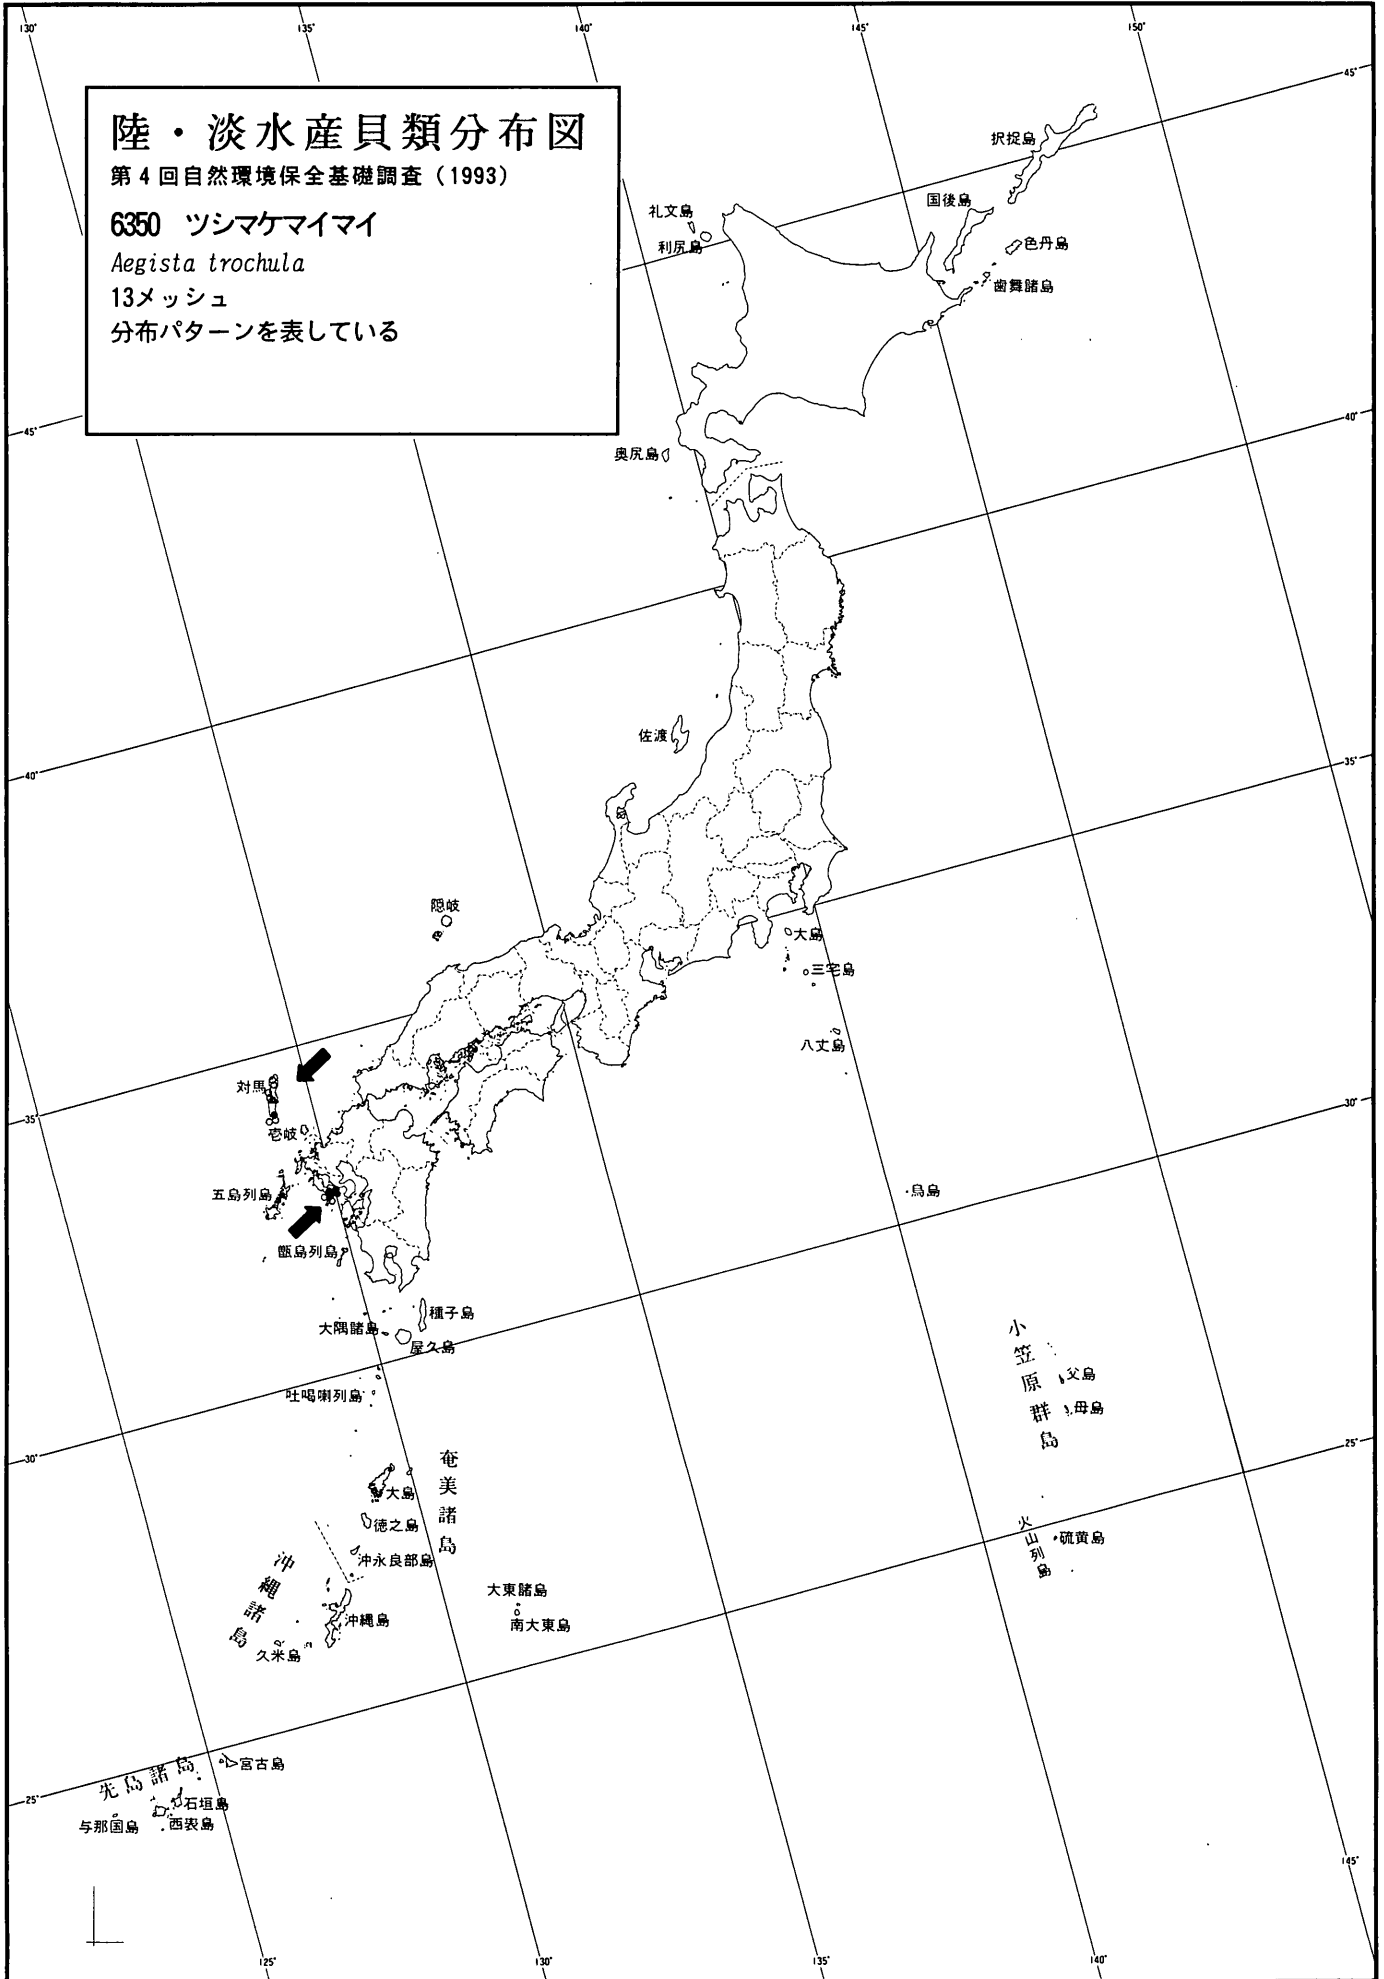 130°
135°
140°
145°
150°
陸・淡水産貝類分布図
第4回自然環境保全基礎調査(1993)
6350 ツシマケマイマイ
Aegista trochula
13メッシュ
分布パターンを表している
45°
択捉島
国後島
礼文島
利尻島
色丹島
歯舞諸島
40°
45°
奥尻島
佐渡
35°
40°
隠岐
大島
三宅島
八丈島
対馬
35°
壱岐
30°
五島列島
鳥島
甑島列島
種子島
大隅諸島
屋久島
小笠原群島
父島
母島
吐噶喇列島
25°
30°
奄美諸島
大島
徳之島
火山列島
硫黄島
沖永良部島
沖縄諸島
大東諸島
沖縄島
南大東島
久米島
宮古島
先島諸島
25°
石垣島
与那国島
西表島
145°
125°
130°
135°
140°